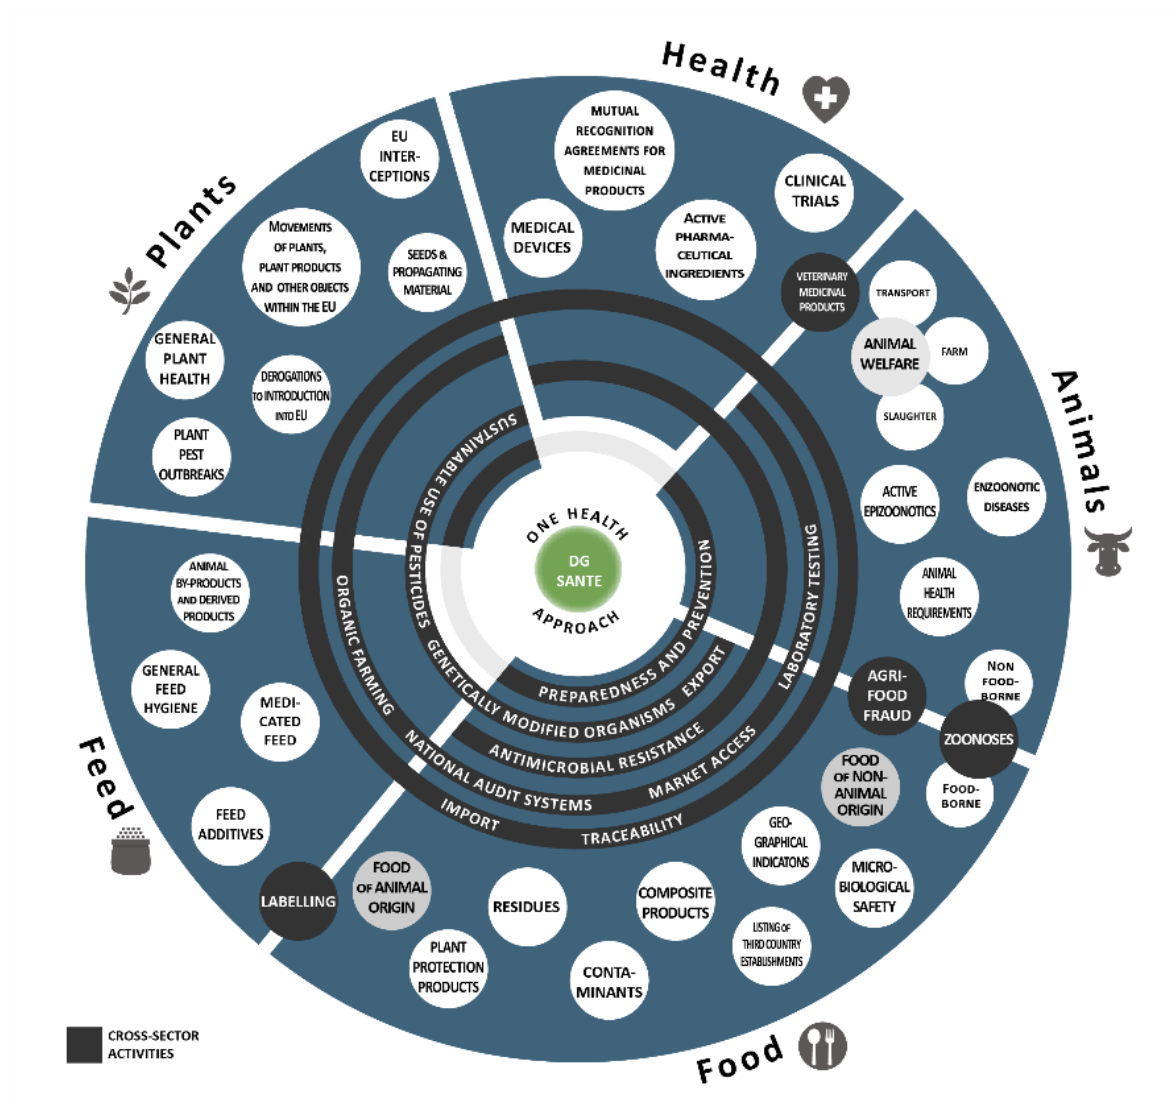 Health
MUTUAL
RECOGNITION
AGREEMENTS FOR
MEDICINAL
PRODUCTS
CLINICAL
TRIALS
MEDICAL
DEVICES
ACTIVE
PHARMA-
CEUTICAL
INGREDIENTS
VETERINARY
MEDICINAL
PRODUCTS
Plants
EU
INTER-
CEPTIONS
MOVEMENTS
OF PLANTS,
PLANT PRODUCTS
AND OTHER OBJECTS
WITHIN THE EU
SEEDS &
PROPAGATING
MATERIAL
GENERAL
PLANT
HEALTH
DEROGATIONS
TO INTRODUCTION
INTO EU
PLANT
PEST
OUTBREAKS
Animals
TRANSPORT
ANIMAL
WELFARE
FARM
SLAUGHTER
ACTIVE
EPIZOONOTICS
ENZOONOTIC
DISEASES
ANIMAL
HEALTH
REQUIREMENTS
NON
FOOD-
BORNE
AGRI-
FOOD
FRAUD
ZOONOSES
FOOD-
BORNE
SUSTAINABLE USE OF PESTICIDES
ONE HEALTH
DG
SANTE
APPROACH
PREPAREDNESS AND PREVENTION
GENETICALLY MODIFIED ORGANISMS
EXPORT
ANTIMICROBIAL RESISTANCE
ORGANIC FARMING
NATIONAL AUDIT SYSTEMS
MARKET ACCESS
LABORATORY TESTING
IMPORT
TRACEABILITY
Feed
ANIMAL
BY-PRODUCTS
AND DERIVED
PRODUCTS
GENERAL
FEED
HYGIENE
MEDI-
CATED
FEED
FEED
ADDITIVES
LABELLING
Food
FOOD
OF ANIMAL
ORIGIN
PLANT
PROTECTION
PRODUCTS
RESIDUES
CONTA-
MINANTS
COMPOSITE
PRODUCTS
GEO-
GRAPHICAL
INDICATONS
FOOD
OF NON-
ANIMAL
ORIGIN
MICRO-
BIOLOGICAL
SAFETY
LISTING OF
THIRD COUNTRY
ESTABLISHMENTS
CROSS-SECTOR
ACTIVITIES